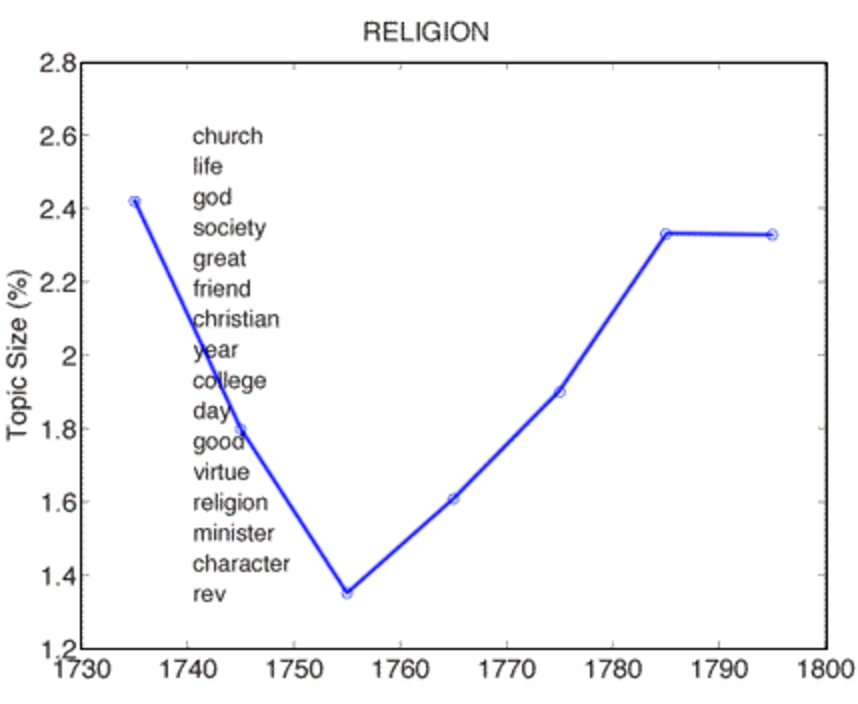 RELIGION
2.8
2.6
2.4
2.2
2
1.8
1.6
1.4
1.2
Topic Size (%)
church
life
god
society
great
friend
christian
year
college
day
good
virtue
religion
minister
character
rev
1730 1740 1750 1760 1770 1780 1790 1800